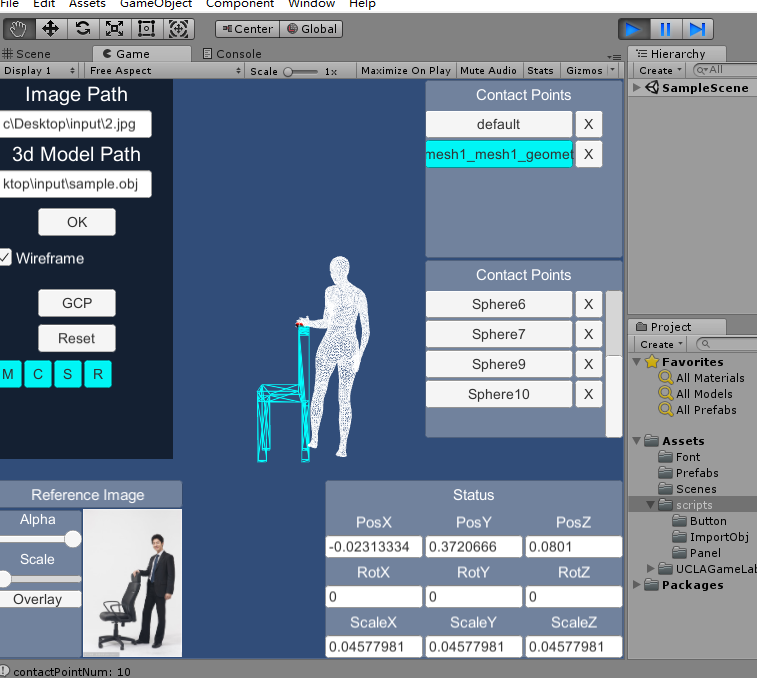 File Edit Assets GameObject Component Window Help
Center Global
Scene Game Console Hierarchy
Display 1 Free Aspect Scale 1x Maximize On Play Mute Audio Stats Gizmos Create All
SampleScene
Image Path
c\Desktop\input\2.jpg
3d Model Path
ktop\input\sample.obj
OK
Wireframe
GCP
Reset
M C S R
Contact Points
default X
mesh1_mesh1_geomet X
Contact Points
Sphere6 X
Sphere7 X
Sphere9 X
Sphere10 X
Reference Image
Alpha
Scale
Overlay
Status
PosX PosY PosZ
-0.02313334 0.3720666 0.0801
RotX RotY RotZ
0 0 0
ScaleX ScaleY ScaleZ
0.04577981 0.04577981 0.04577981
Project
Create
Favorites
All Materials
All Models
All Prefabs
Assets
Font
Prefabs
Scenes
scripts
Button
ImportObj
Panel
UCLAGameLab
Packages
contactPointNum: 10